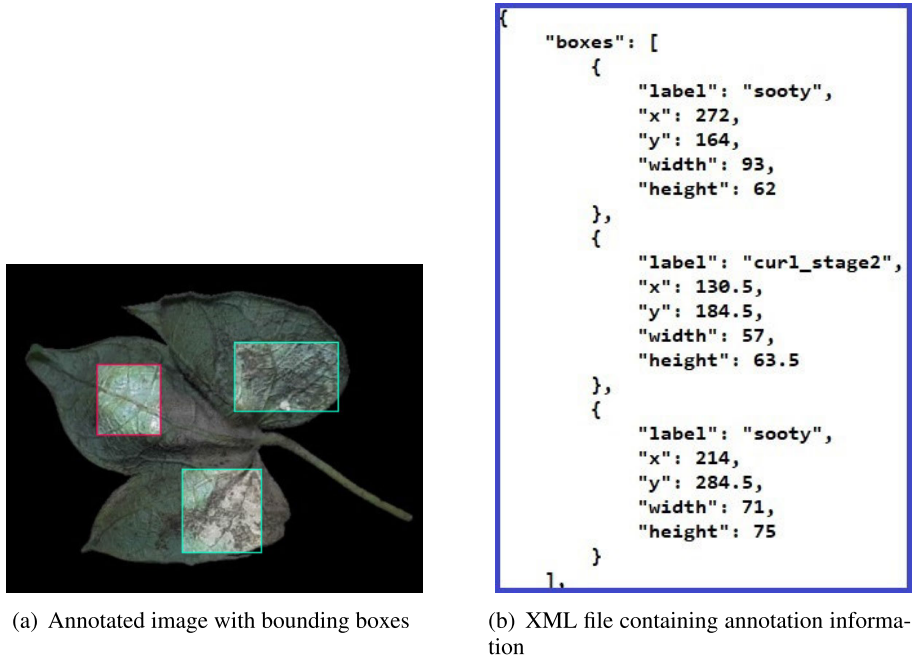 {
"boxes": [
{
"label": "sooty",
"x": 272,
"y": 164,
"width": 93,
"height": 62
},
{
"label": "curl_stage2",
"x": 130.5,
"y": 184.5,
"width": 57,
"height": 63.5
},
{
"label": "sooty",
"x": 214,
"y": 284.5,
"width": 71,
"height": 75
}
],
(a) Annotated image with bounding boxes
(b) XML file containing annotation informa-
tion